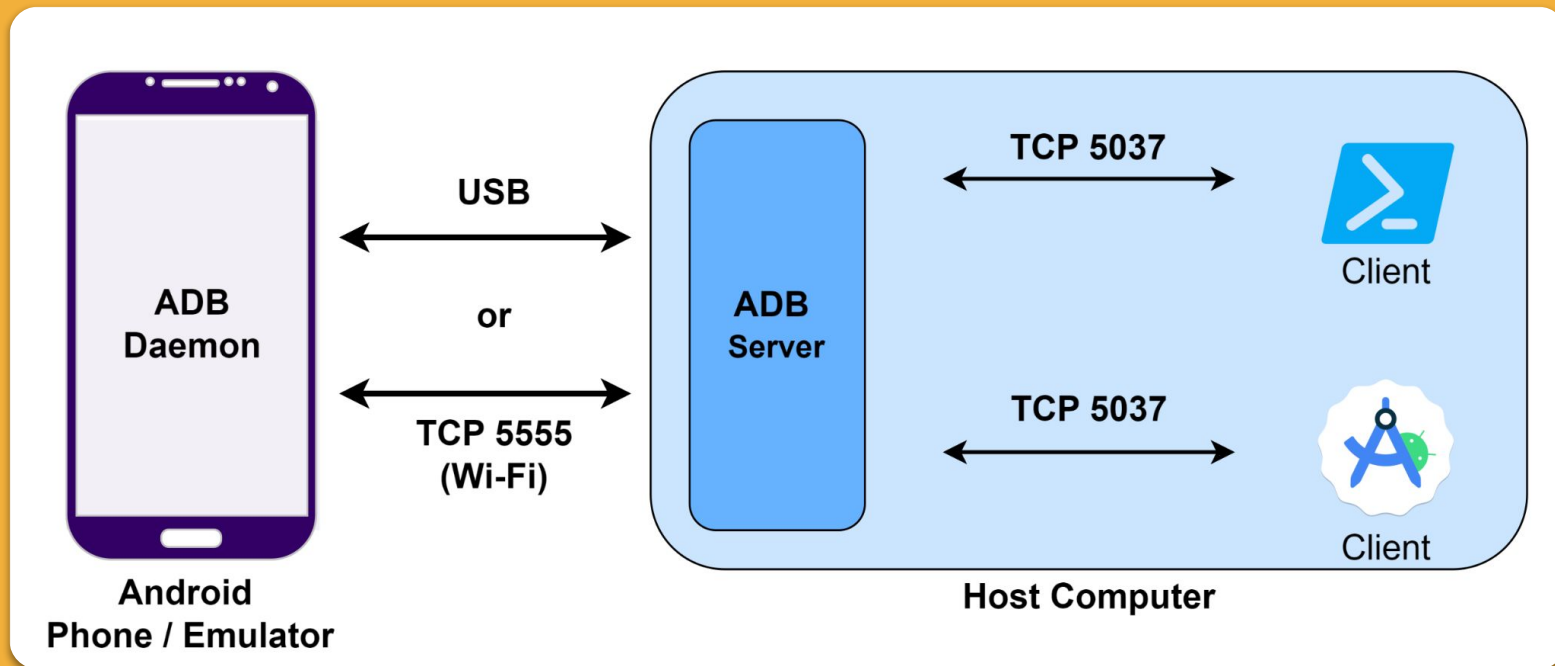 ADB
Daemon
Android
Phone / Emulator
USB
or
TCP 5555
(Wi-Fi)
ADB
Server
TCP 5037
Client
TCP 5037
Client
Host Computer